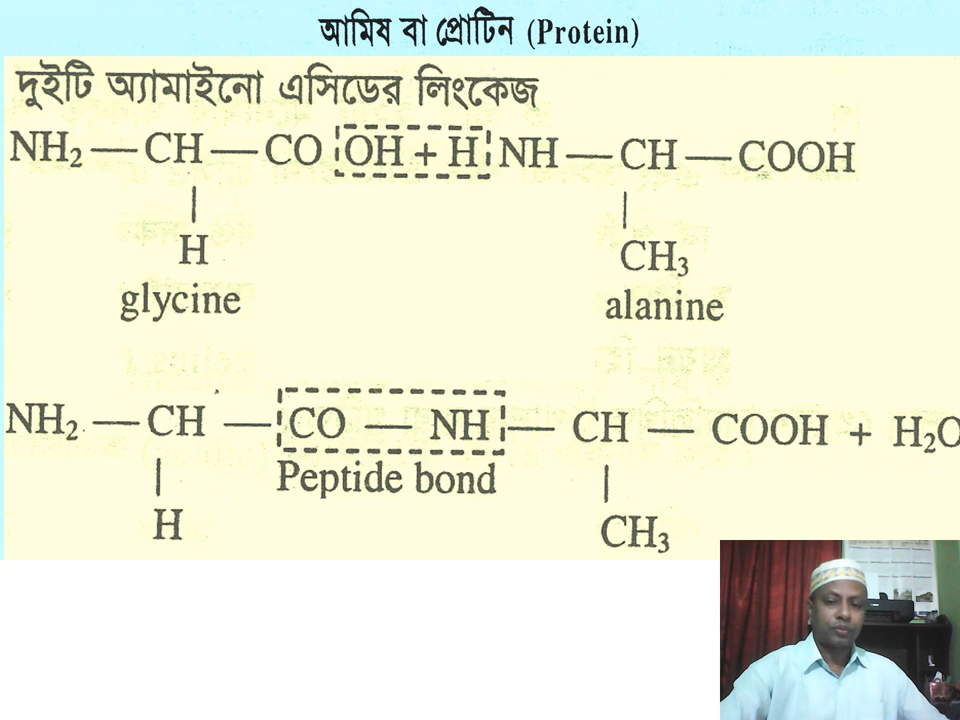 আমিষ বা প্রোটিন (Protein)
দুইটি অ্যামাইনো এসিডের লিংকেজ
NH₂ — CH — CO OH + H NH — CH — COOH
| |
H CH₃
glycine alanine
NH₂ — CH — CO — NH — CH — COOH + H₂O
Peptide bond
| |
H CH₃